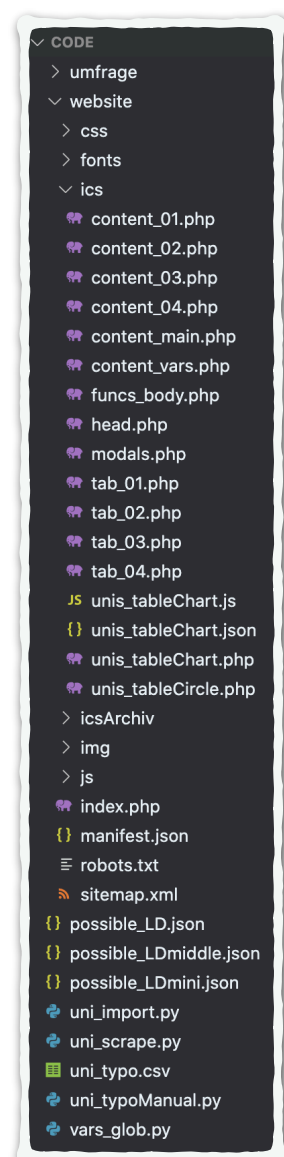 CODE
umfrage
website
css
fonts
ics
content_01.php
content_02.php
content_03.php
content_04.php
content_main.php
content_vars.php
funcs_body.php
head.php
modals.php
tab_01.php
tab_02.php
tab_03.php
tab_04.php
JS unis_tableChart.js
{} unis_tableChart.json
unis_tableChart.php
unis_tableCircle.php
icsArchiv
img
js
index.php
{} manifest.json
robots.txt
sitemap.xml
{} possible_LD.json
{} possible_LDmiddle.json
{} possible_LDmini.json
uni_import.py
uni_scrape.py
uni_typo.csv
uni_typoManual.py
vars_glob.py